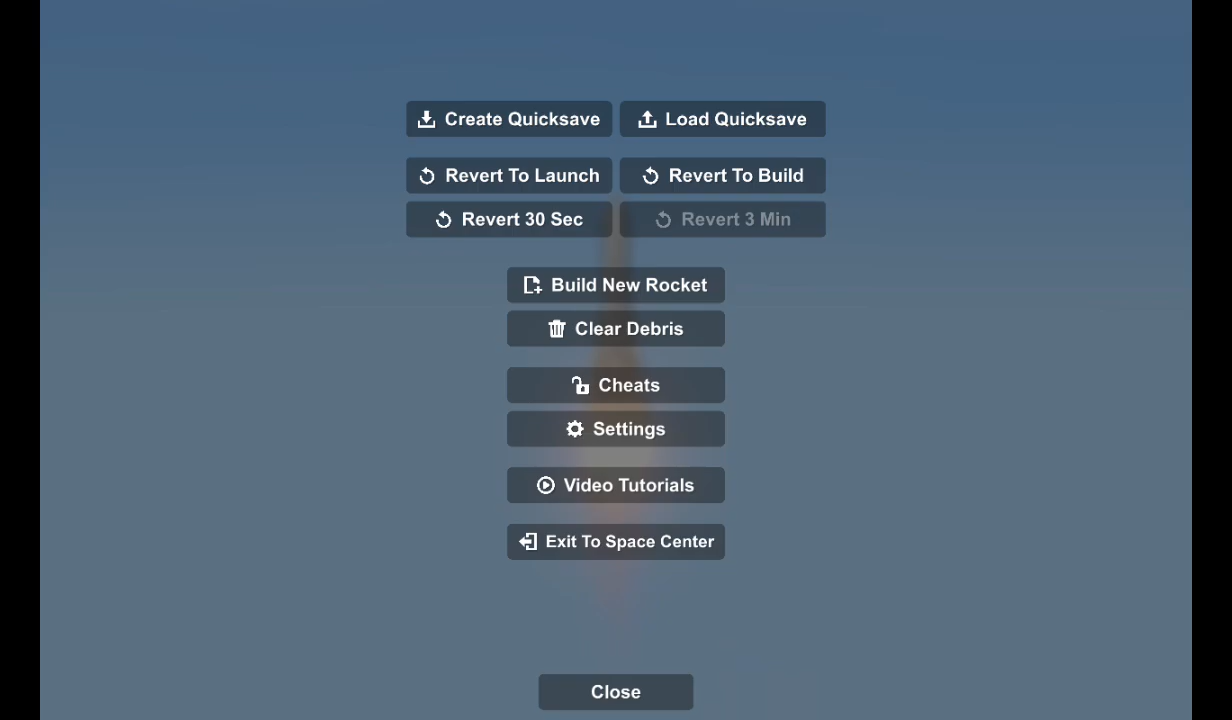 Create Quicksave
Load Quicksave
Revert To Launch
Revert To Build
Revert 30 Sec
Revert 3 Min
Build New Rocket
Clear Debris
Cheats
Settings
Video Tutorials
Exit To Space Center
Close